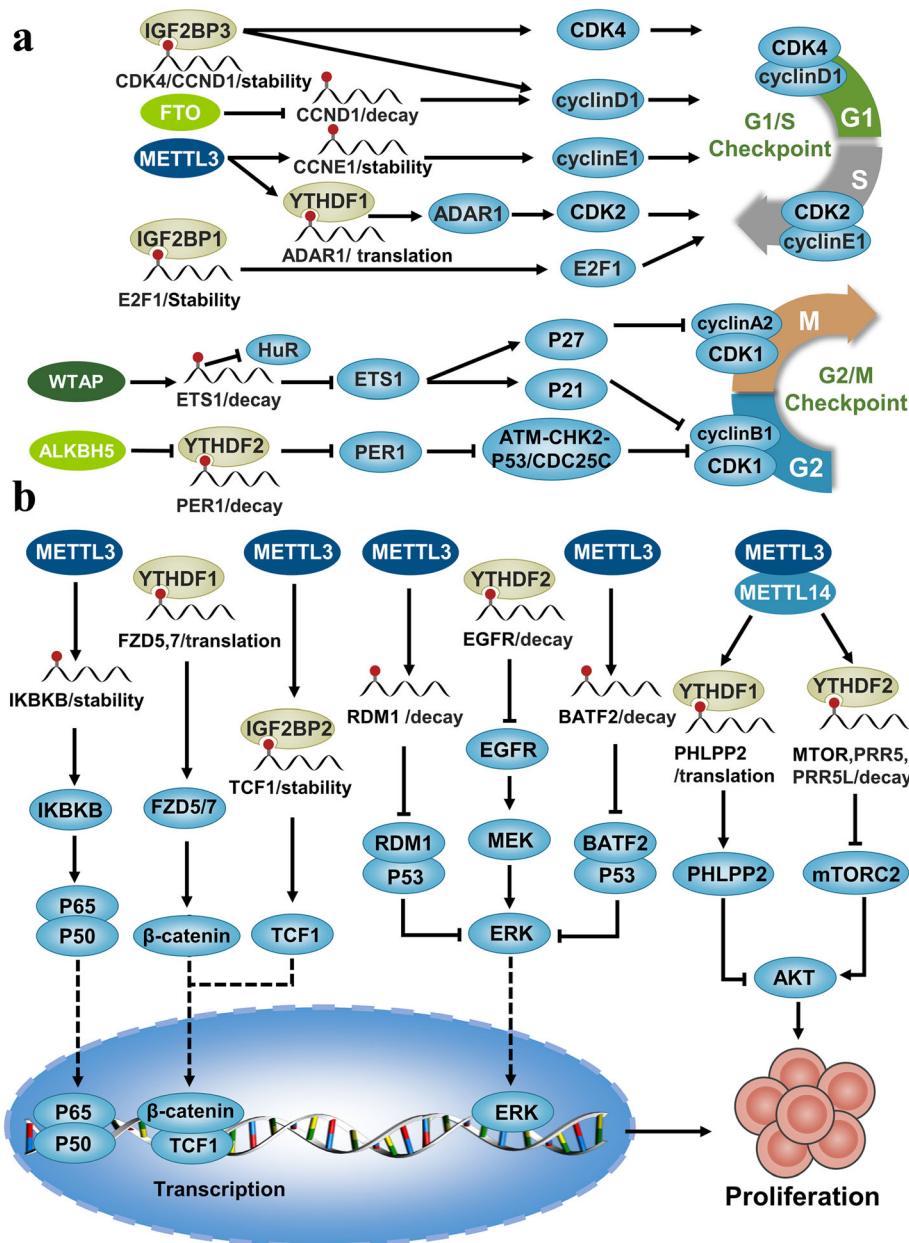 a
IGF2BP3
CDK4/CCND1/stability
CDK4
CDK4
cyclinD1
FTO
CCND1/decay
cyclinD1
G1
G1/S
Checkpoint
METTL3
CCNE1/stability
cyclinE1
S
YTHDF1
ADAR1/ translation
ADAR1
CDK2
CDK2
cyclinE1
IGF2BP1
E2F1/Stability
E2F1
WTAP
ETS1/decay
HuR
ETS1
P27
P21
cyclinA2
CDK1
M
G2/M
Checkpoint
ALKBH5
YTHDF2
PER1/decay
PER1
ATM-CHK2-
P53/CDC25C
cyclinB1
CDK1
G2
b
METTL3
IKBKB/stability
IKBKB
P65
P50
YTHDF1
FZD5,7/translation
FZD5/7
β-catenin
METTL3
IGF2BP2
TCF1/stability
TCF1
METTL3
RDM1 /decay
RDM1
P53
YTHDF2
EGFR/decay
EGFR
MEK
ERK
METTL3
BATF2/decay
BATF2
P53
METTL3
METTL14
YTHDF1
PHLPP2
/translation
PHLPP2
YTHDF2
MTOR,PRR5,
PRR5L/decay
mTORC2
AKT
P65
P50
β-catenin
TCF1
ERK
Transcription
Proliferation